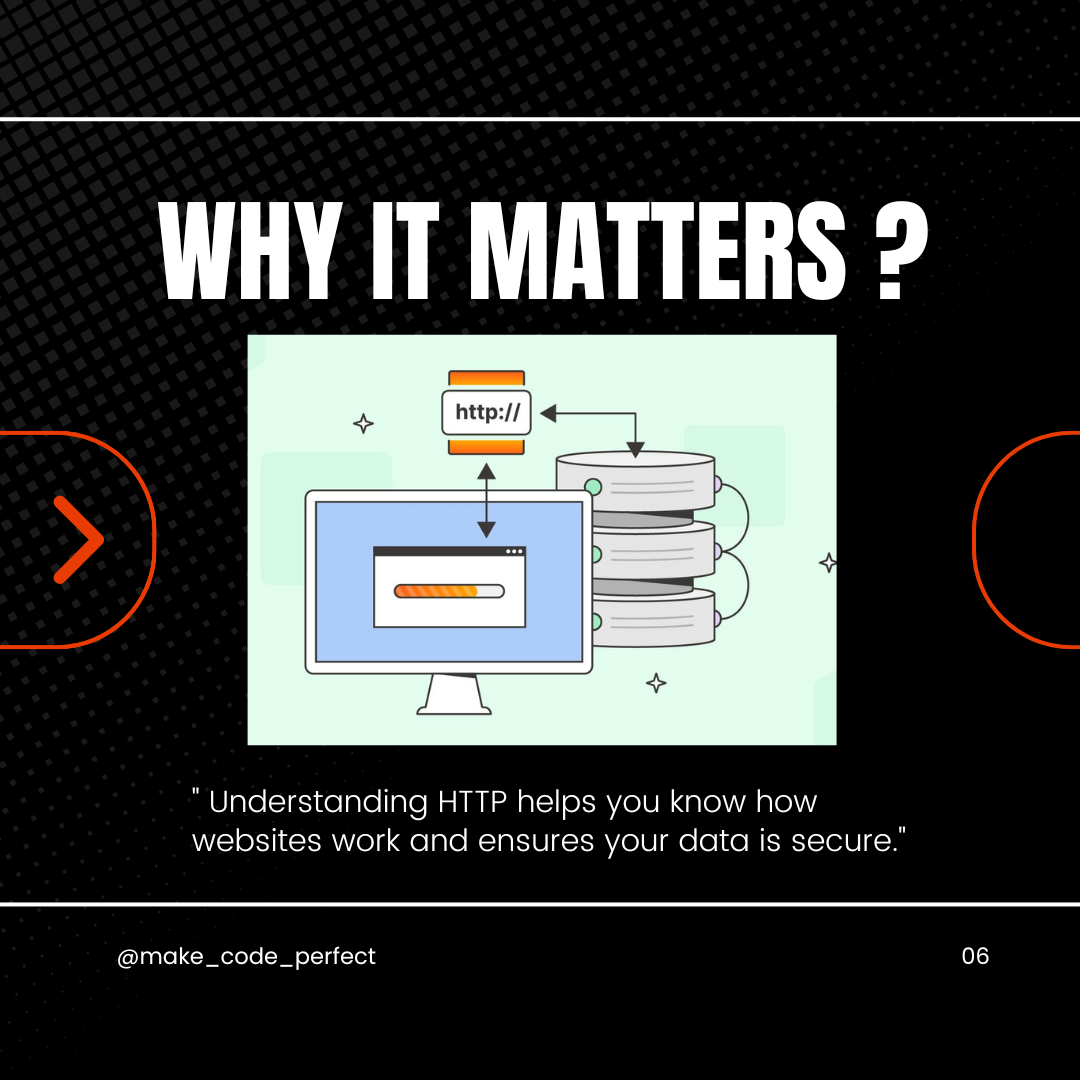 WHY IT MATTERS ?
http://
" Understanding HTTP helps you know how
websites work and ensures your data is secure."
@make_code_perfect
06